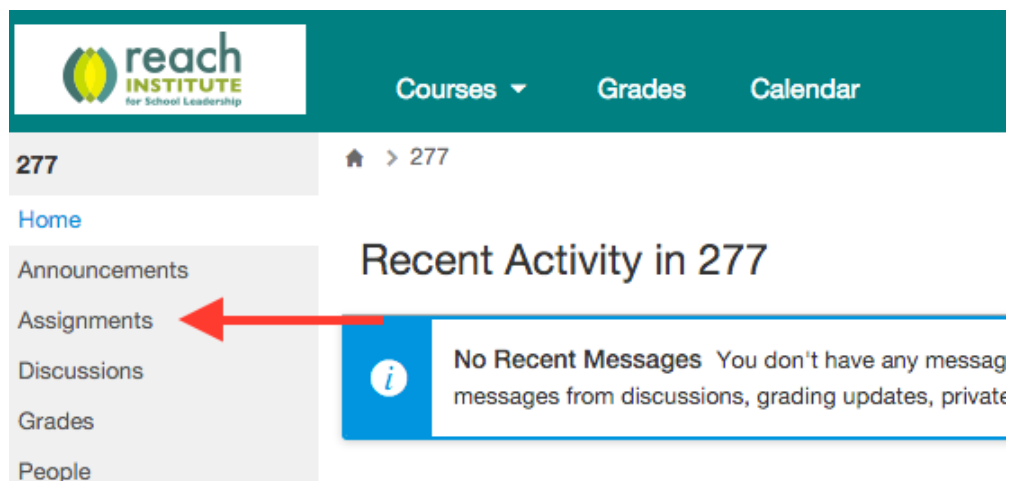 reach
INSTITUTE
for School Leadership
Courses
Grades
Calendar
277
Home
Announcements
Assignments
Discussions
Grades
People
> 277
Recent Activity in 277
i
No Recent Messages You don't have any messag
messages from discussions, grading updates, private